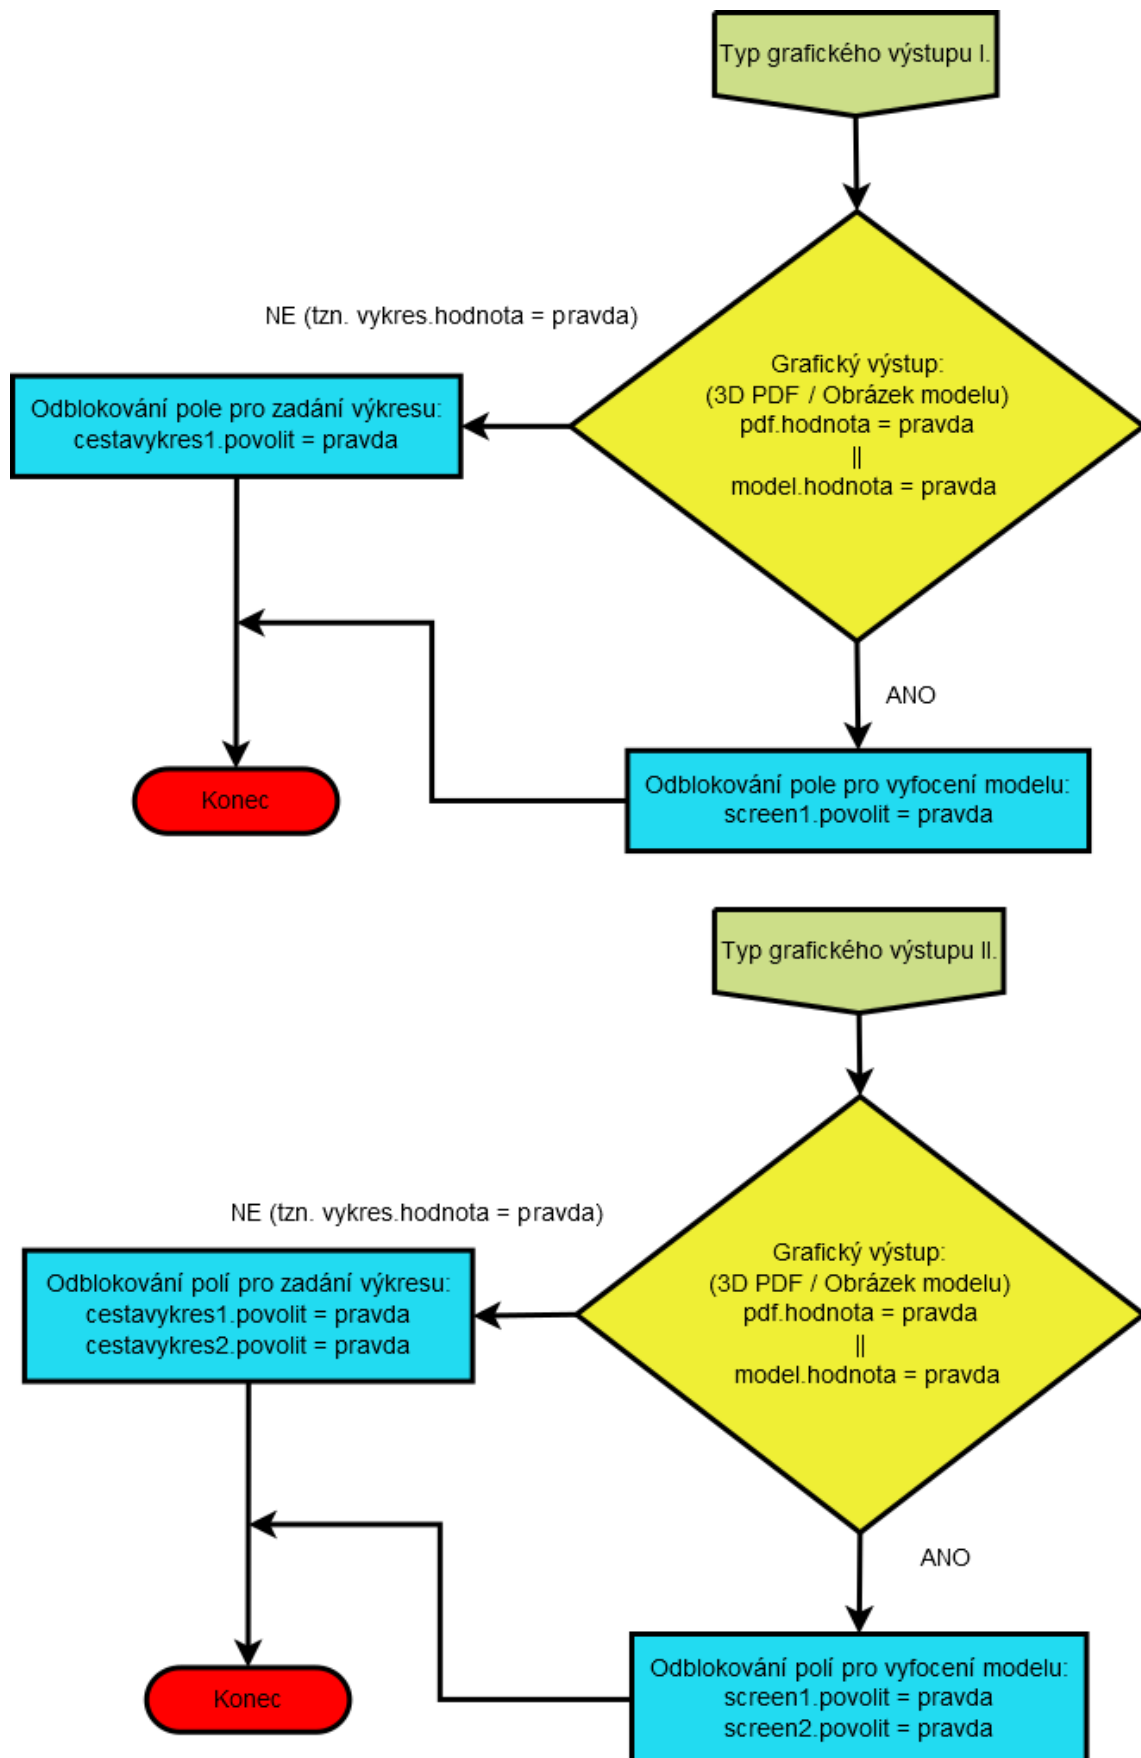 Typ grafického výstupu I.
NE (tzn. vykres.hodnota = pravda)
Grafický výstup:
(3D PDF / Obrázek modelu)
pdf.hodnota = pravda
||
model.hodnota = pravda
Odblokování pole pro zadání výkresu:
cestavykres1.povolit = pravda
ANO
Odblokování pole pro vyfocení modelu:
screen1.povolit = pravda
Konec
Typ grafického výstupu II.
NE (tzn. vykres.hodnota = pravda)
Grafický výstup:
(3D PDF / Obrázek modelu)
pdf.hodnota = pravda
||
model.hodnota = pravda
Odblokování polí pro zadání výkresu:
cestavykres1.povolit = pravda
cestavykres2.povolit = pravda
ANO
Odblokování polí pro vyfocení modelu:
screen1.povolit = pravda
screen2.povolit = pravda
Konec